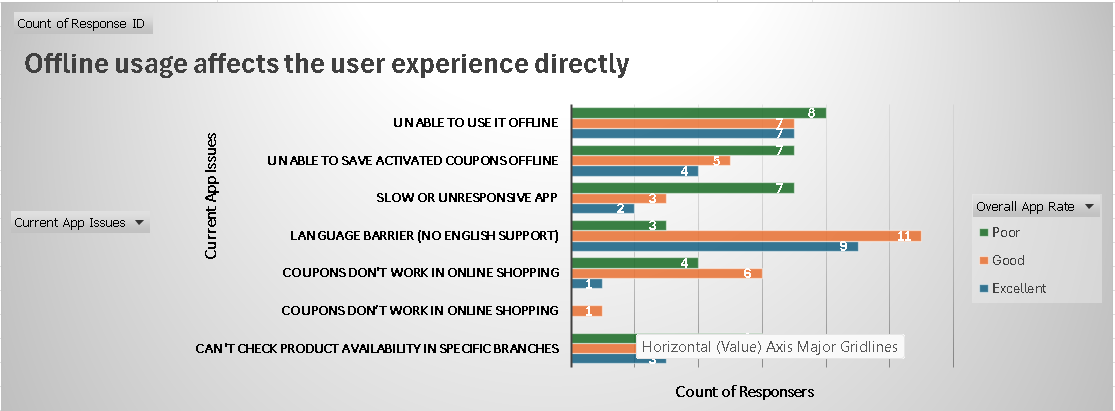 Count of Response ID
Offline usage affects the user experience directly
Current App Issues
Current App Issues
UNABLE TO USE IT OFFLINE
8
7
7
UNABLE TO SAVE ACTIVATED COUPONS OFFLINE
7
5
4
SLOW OR UNRESPONSIVE APP
7
3
2
LANGUAGE BARRIER (NO ENGLISH SUPPORT)
3
11
9
COUPONS DON'T WORK IN ONLINE SHOPPING
4
6
1
COUPONS DON'T WORK IN ONLINE SHOPPING
1
CAN'T CHECK PRODUCT AVAILABILITY IN SPECIFIC BRANCHES
Horizontal (Value) Axis Major Gridlines
Count of Responsers
Overall App Rate
Poor
Good
Excellent